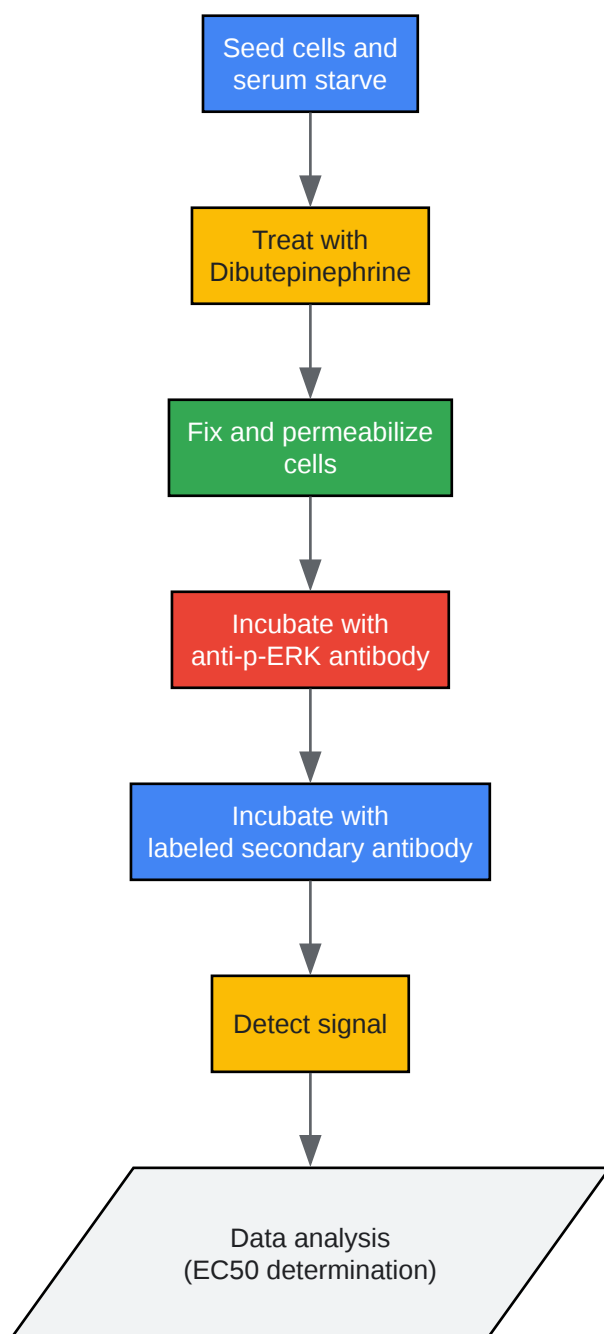 Seed cells and
serum starve
Treat with
Dibutepinephrine
Fix and permeabilize
cells
Incubate with
anti-p-ERK antibody
Incubate with
labeled secondary antibody
Detect signal
Data analysis
(EC50 determination)